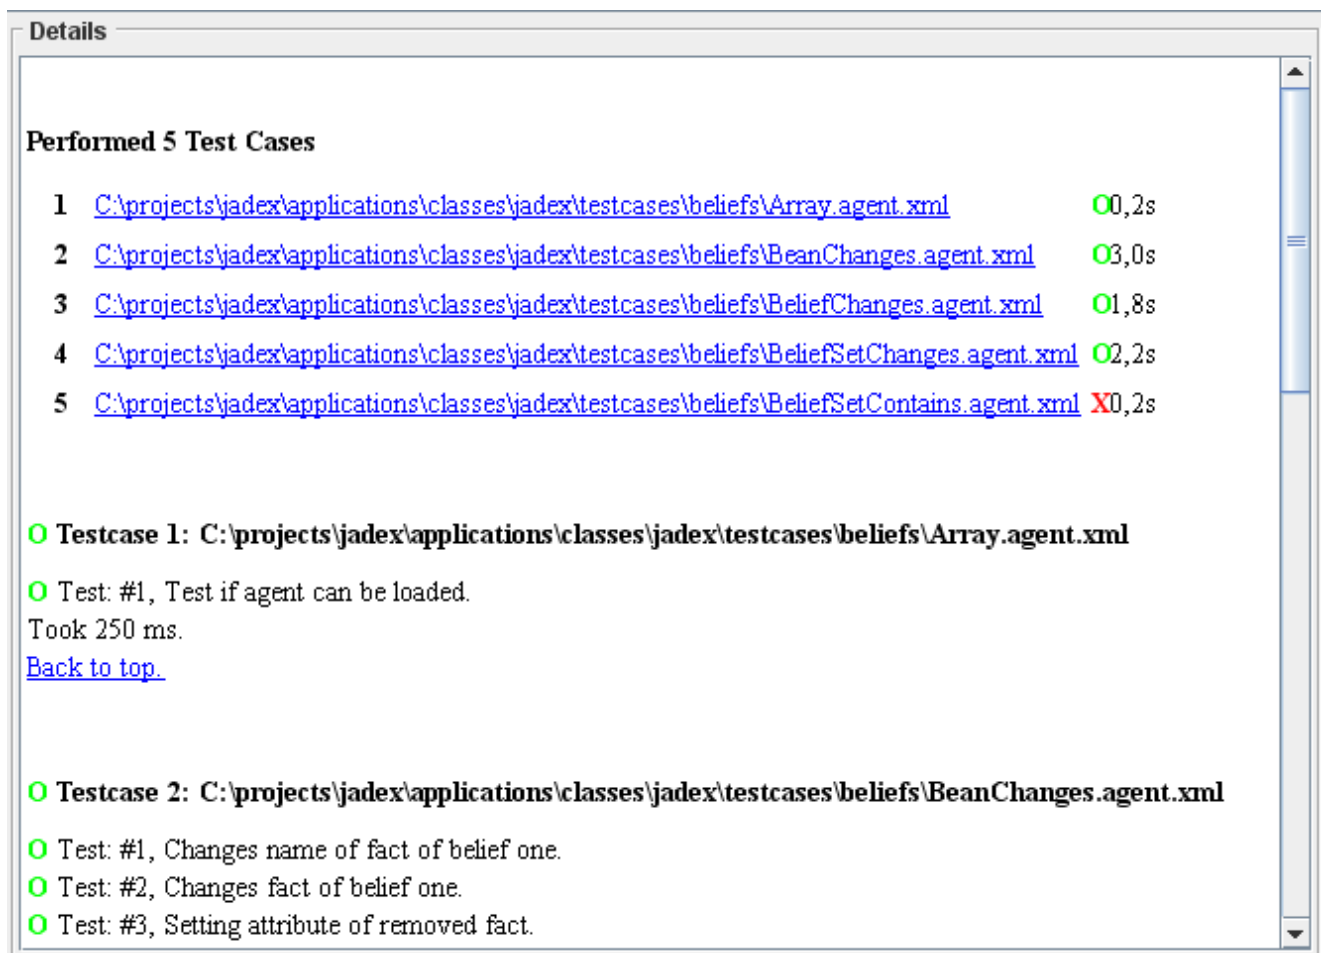 Details
Performed 5 Test Cases
1 C:\projects\jadex\applications\classes\jadex\testcases\beliefs\Array.agent.xml O0,2s
2 C:\projects\jadex\applications\classes\jadex\testcases\beliefs\BeanChanges.agent.xml O3,0s
3 C:\projects\jadex\applications\classes\jadex\testcases\beliefs\BeliefChanges.agent.xml O1,8s
4 C:\projects\jadex\applications\classes\jadex\testcases\beliefs\BeliefSetChanges.agent.xml O2,2s
5 C:\projects\jadex\applications\classes\jadex\testcases\beliefs\BeliefSetContains.agent.xml X0,2s
O Testcase 1: C:\projects\jadex\applications\classes\jadex\testcases\beliefs\Array.agent.xml
O Test: #1, Test if agent can be loaded.
Took 250 ms.
Back to top.
O Testcase 2: C:\projects\jadex\applications\classes\jadex\testcases\beliefs\BeanChanges.agent.xml
O Test: #1, Changes name of fact of belief one.
O Test: #2, Changes fact of belief one.
O Test: #3, Setting attribute of removed fact.